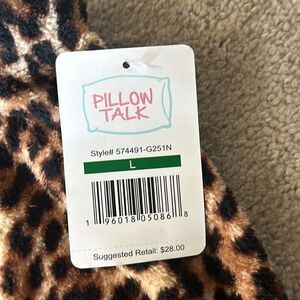 PILLOW
TALK
Style# 574491-G251N
L
1 96018 05086 8
Suggested Retail: $28.00